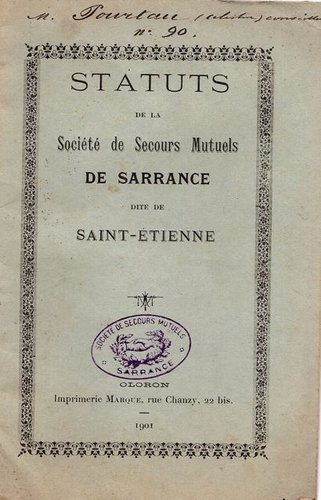 M. Pourtau
n° 90.
STATUTS
DE LA
Société de Secours Mutuels
DE SARRANCE
DITE DE
SAINT-ÉTIENNE
SOCIÉTÉ DE SECOURS MUTUELS
SARRANCE
OLORON
Imprimerie MARQUE, rue Chanzy, 22 bis.
1901